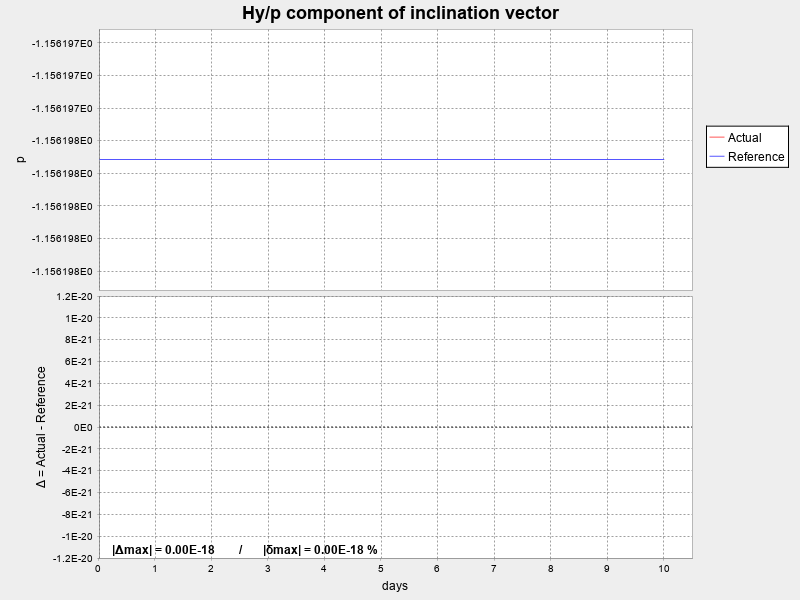 Hy/p component of inclination vector
-1.156197E0
-1.156197E0
-1.156197E0
-1.156198E0
-1.156198E0
-1.156198E0
-1.156198E0
-1.156198E0
p
Actual
Reference
1.2E-20
1E-20
8E-21
6E-21
4E-21
2E-21
0E0
-2E-21
-4E-21
-6E-21
-8E-21
-1E-20
-1.2E-20
Δ = Actual - Reference
|Δmax| = 0.00E-18 / |δmax| = 0.00E-18 %
0 1 2 3 4 5 6 7 8 9 10
days